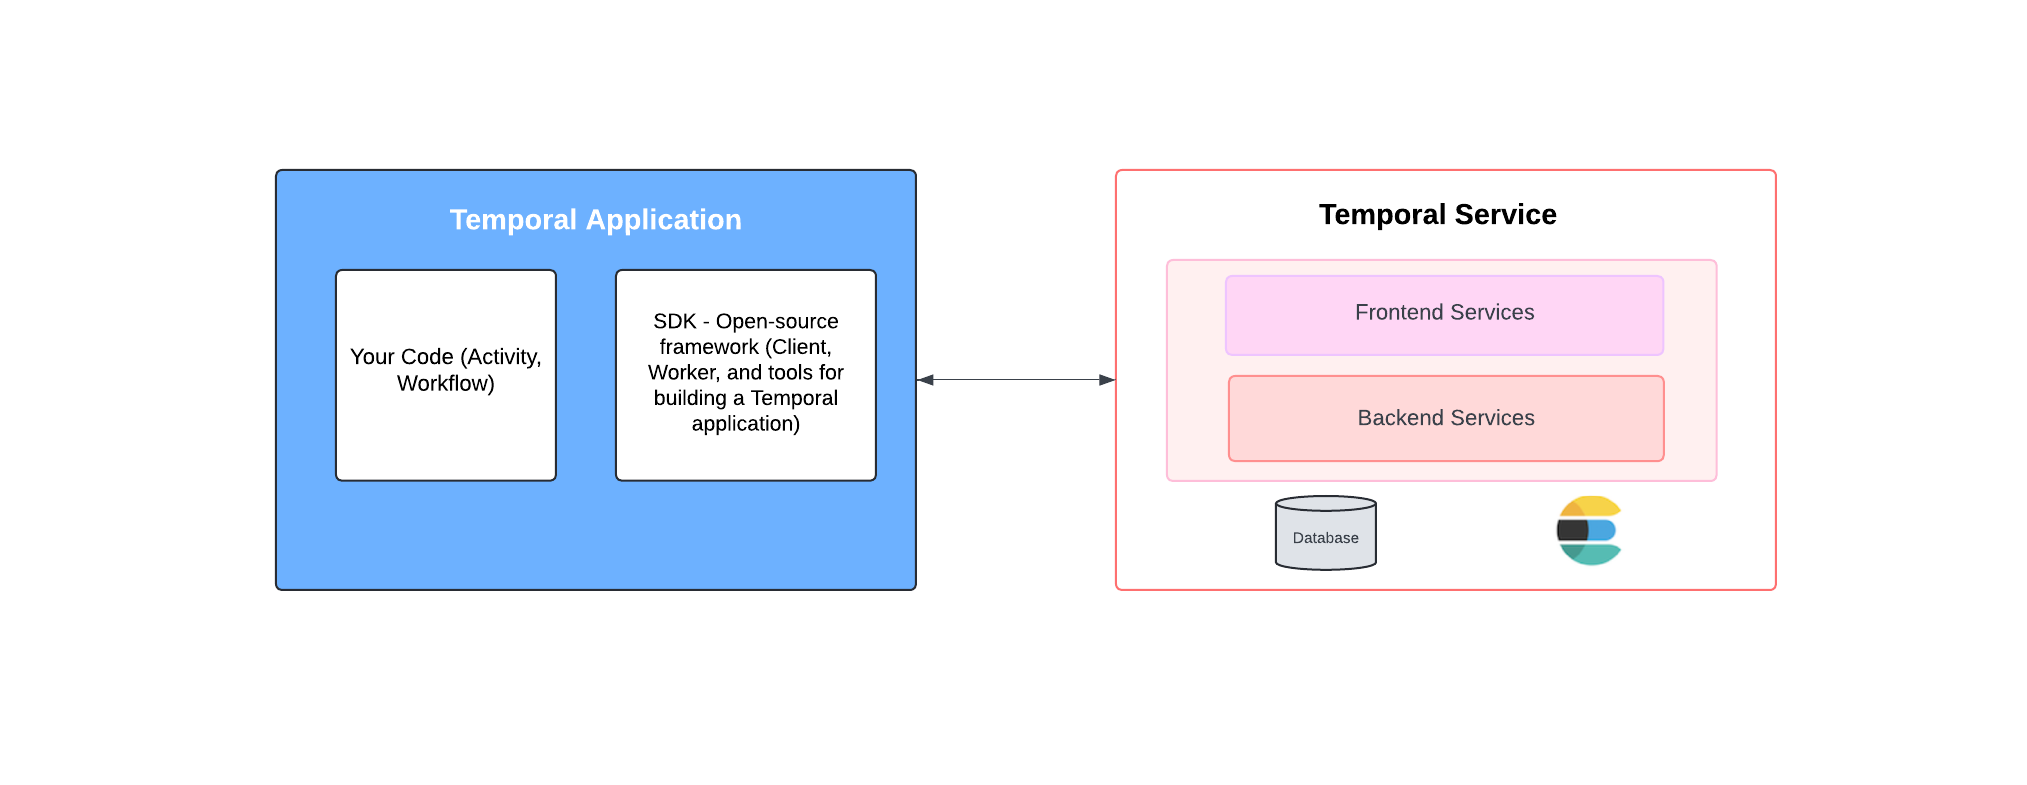 Temporal Application
Your Code (Activity,
Workflow)
SDK - Open-source
framework (Client,
Worker, and tools for
building a Temporal
application)
Temporal Service
Frontend Services
Backend Services
Database